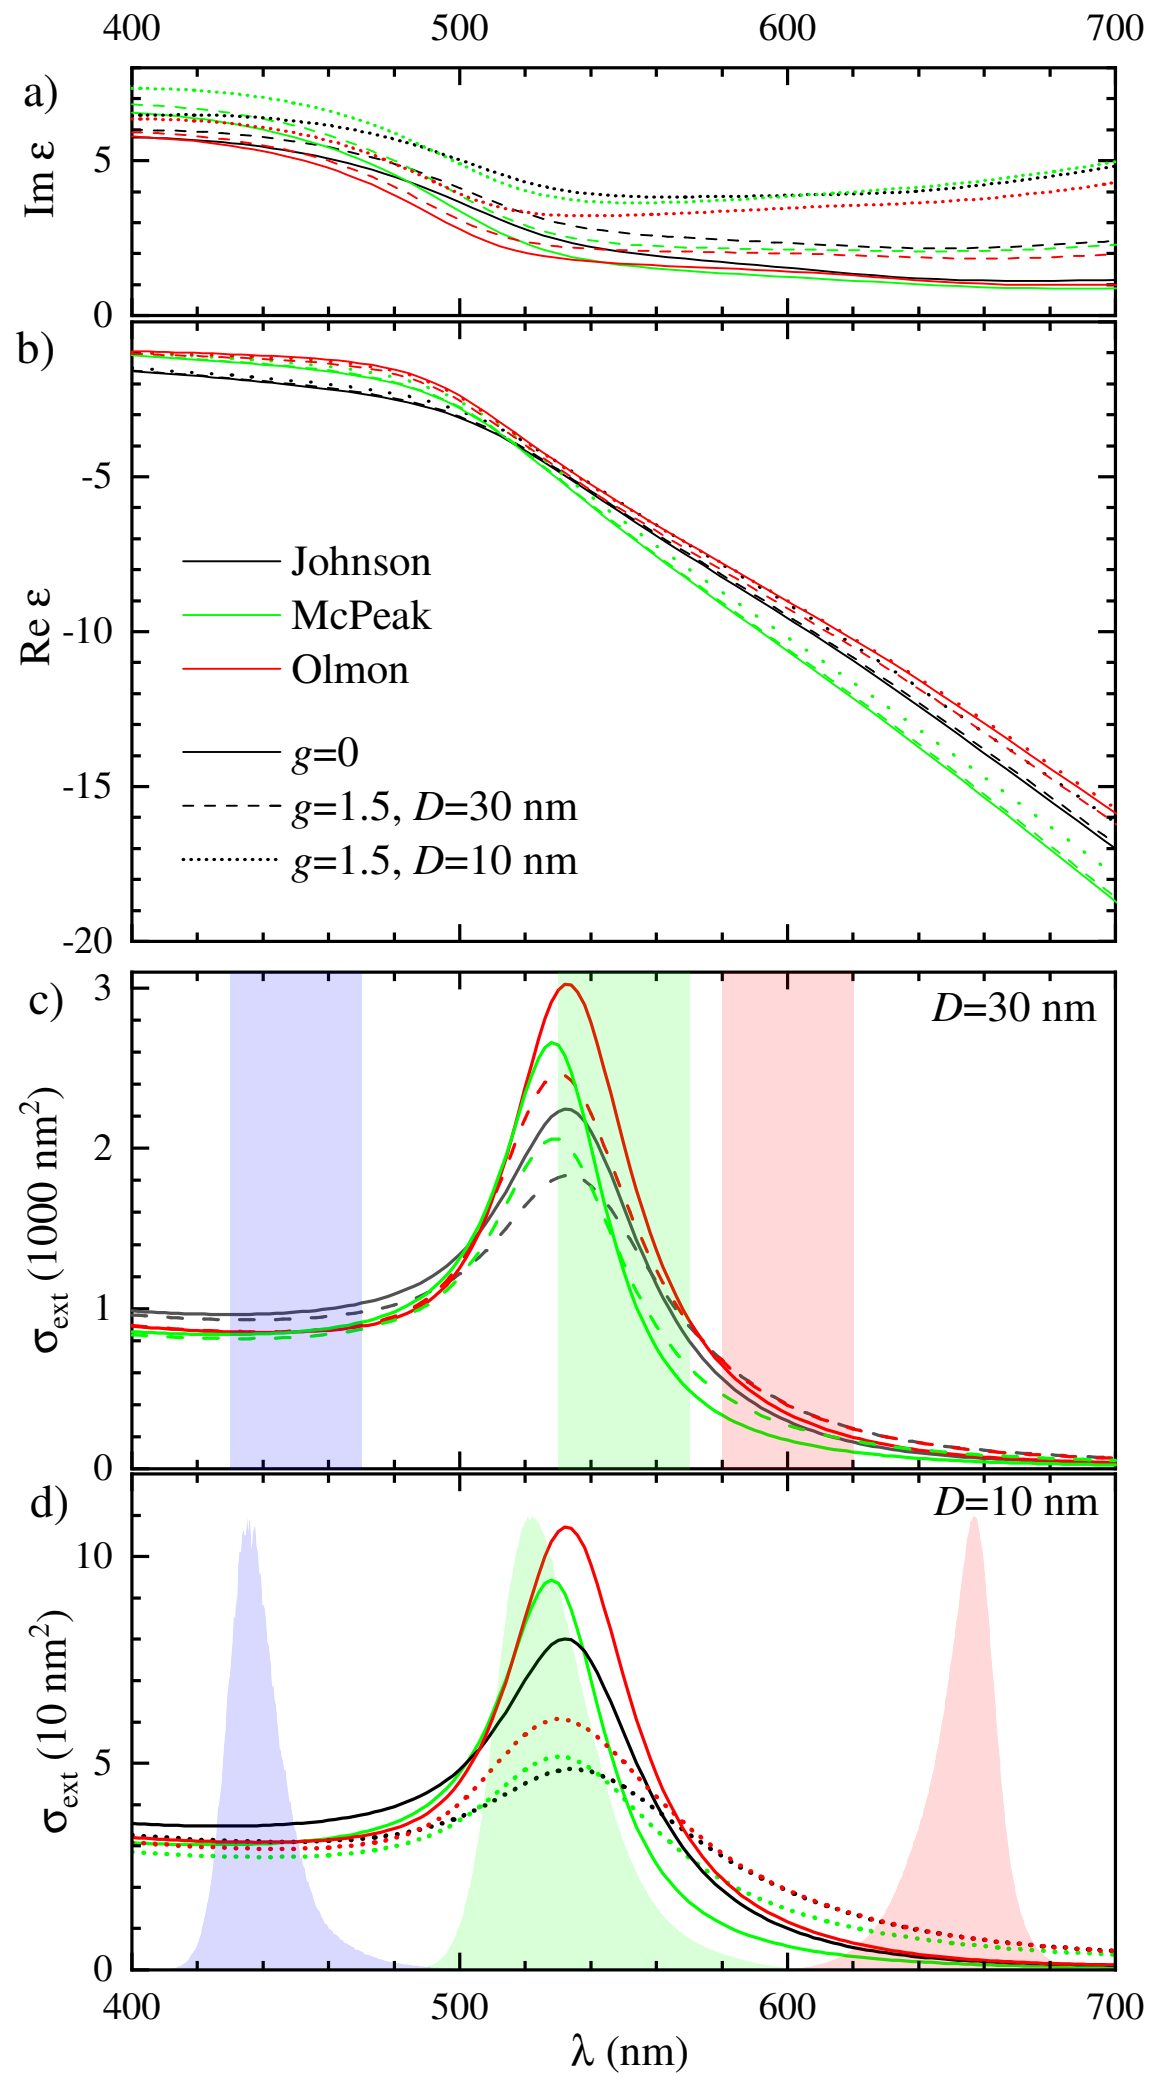 400 500 600 700
a)
Im ε
5
0
b)
Re ε
-5
-10
-15
-20
Johnson
McPeak
Olmon
g=0
g=1.5, D=30 nm
g=1.5, D=10 nm
c)
D=30 nm
σext (1000 nm²)
3
2
1
0
d)
D=10 nm
σext (10 nm²)
10
5
0
400 500 600 700
λ (nm)